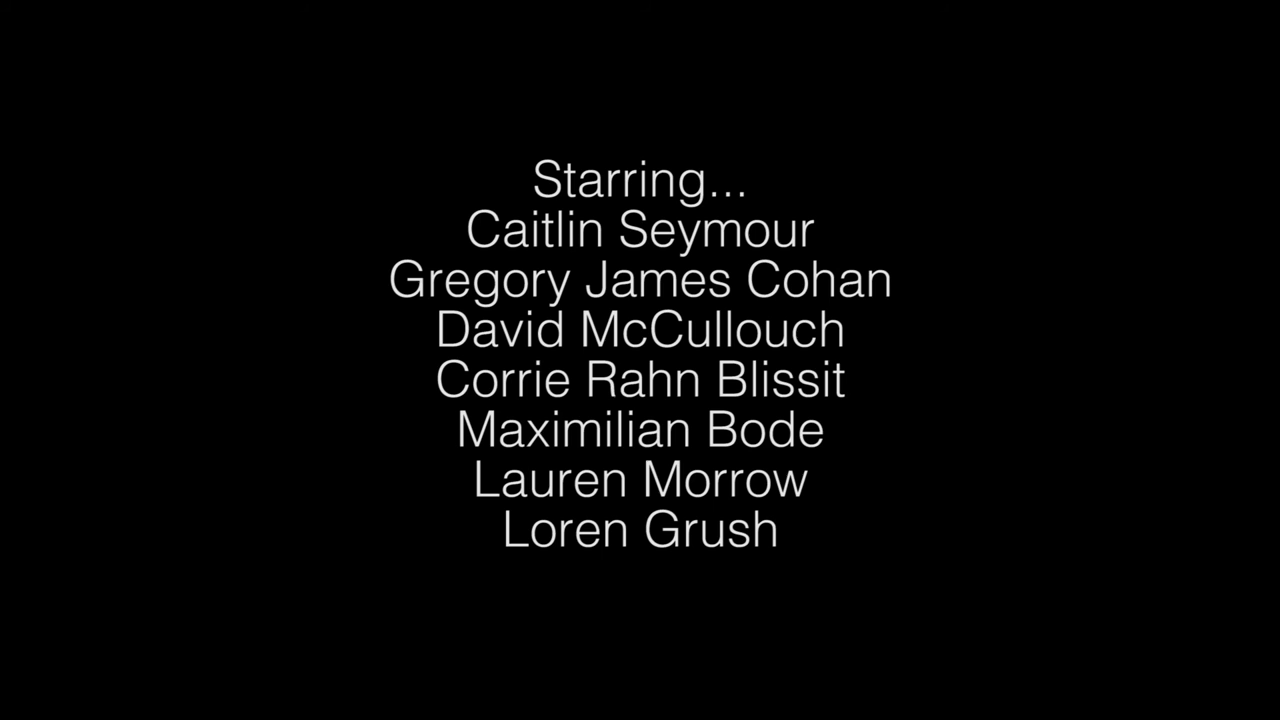 Starring...
Caitlin Seymour
Gregory James Cohan
David McCullouch
Corrie Rahn Blissit
Maximilian Bode
Lauren Morrow
Loren Grush